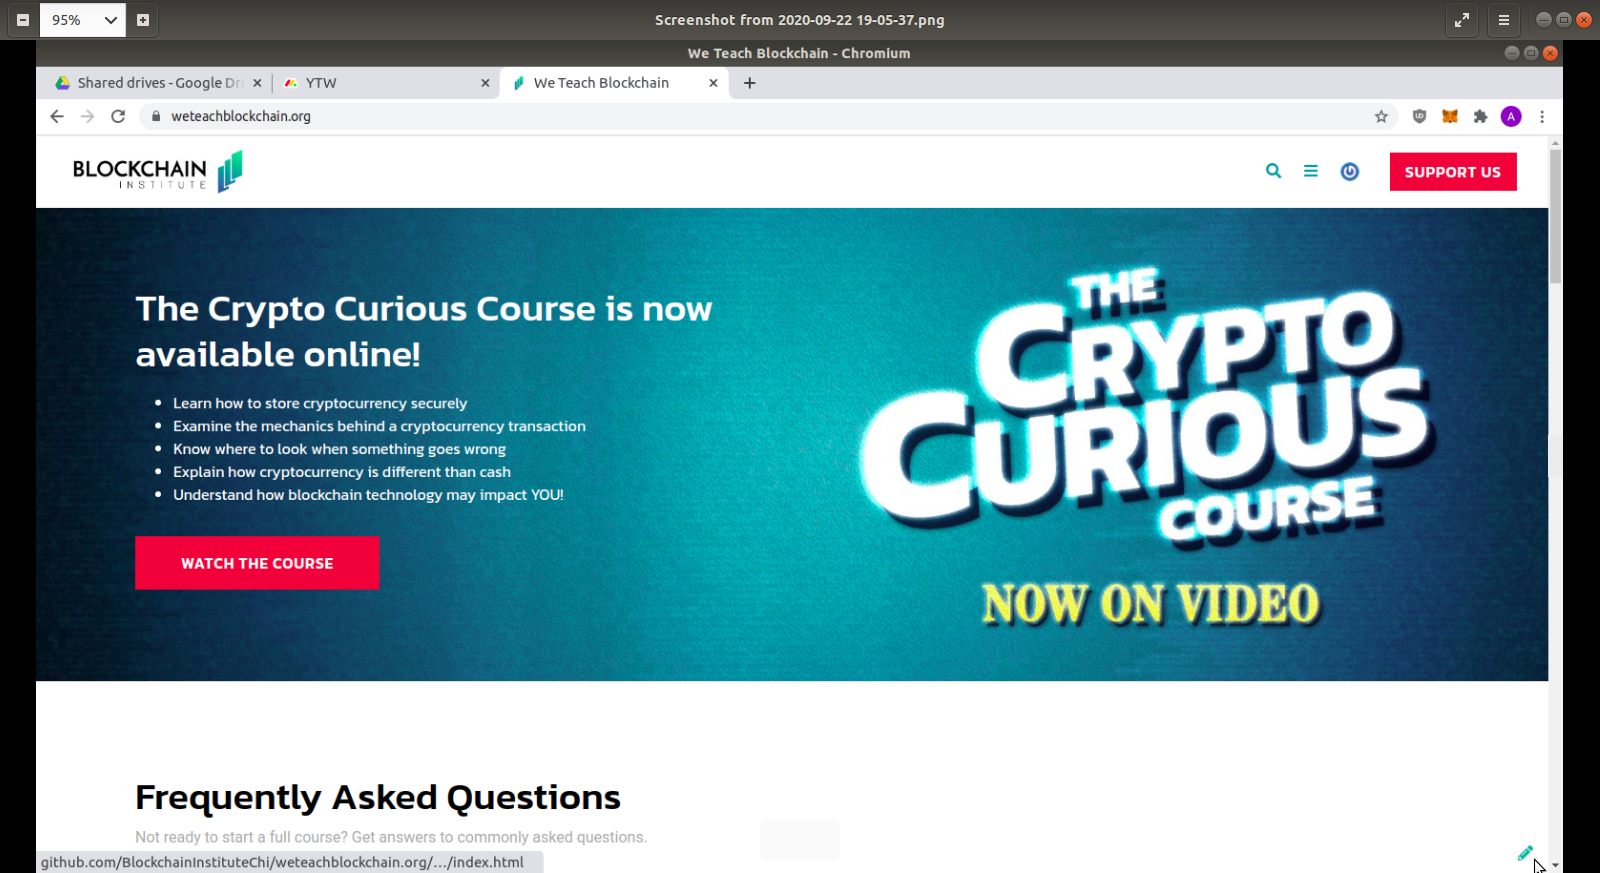 95%
Screenshot from 2020-09-22 19-05-37.png
We Teach Blockchain - Chromium
Shared drives - Google Dri
YTW
We Teach Blockchain
weteachblockchain.org
A
BLOCKCHAIN
INSTITUTE
SUPPORT US
The Crypto Curious Course is now
available online!
Learn how to store cryptocurrency securely
Examine the mechanics behind a cryptocurrency transaction
Know where to look when something goes wrong
Explain how cryptocurrency is different than cash
Understand how blockchain technology may impact YOU!
WATCH THE COURSE
THE
CRYPTO
CURIOUS
COURSE
NOW ON VIDEO
Frequently Asked Questions
Not ready to start a full course? Get answers to commonly asked questions.
github.com/BlockchainInstituteChi/weteachblockchain.org/…/index.html